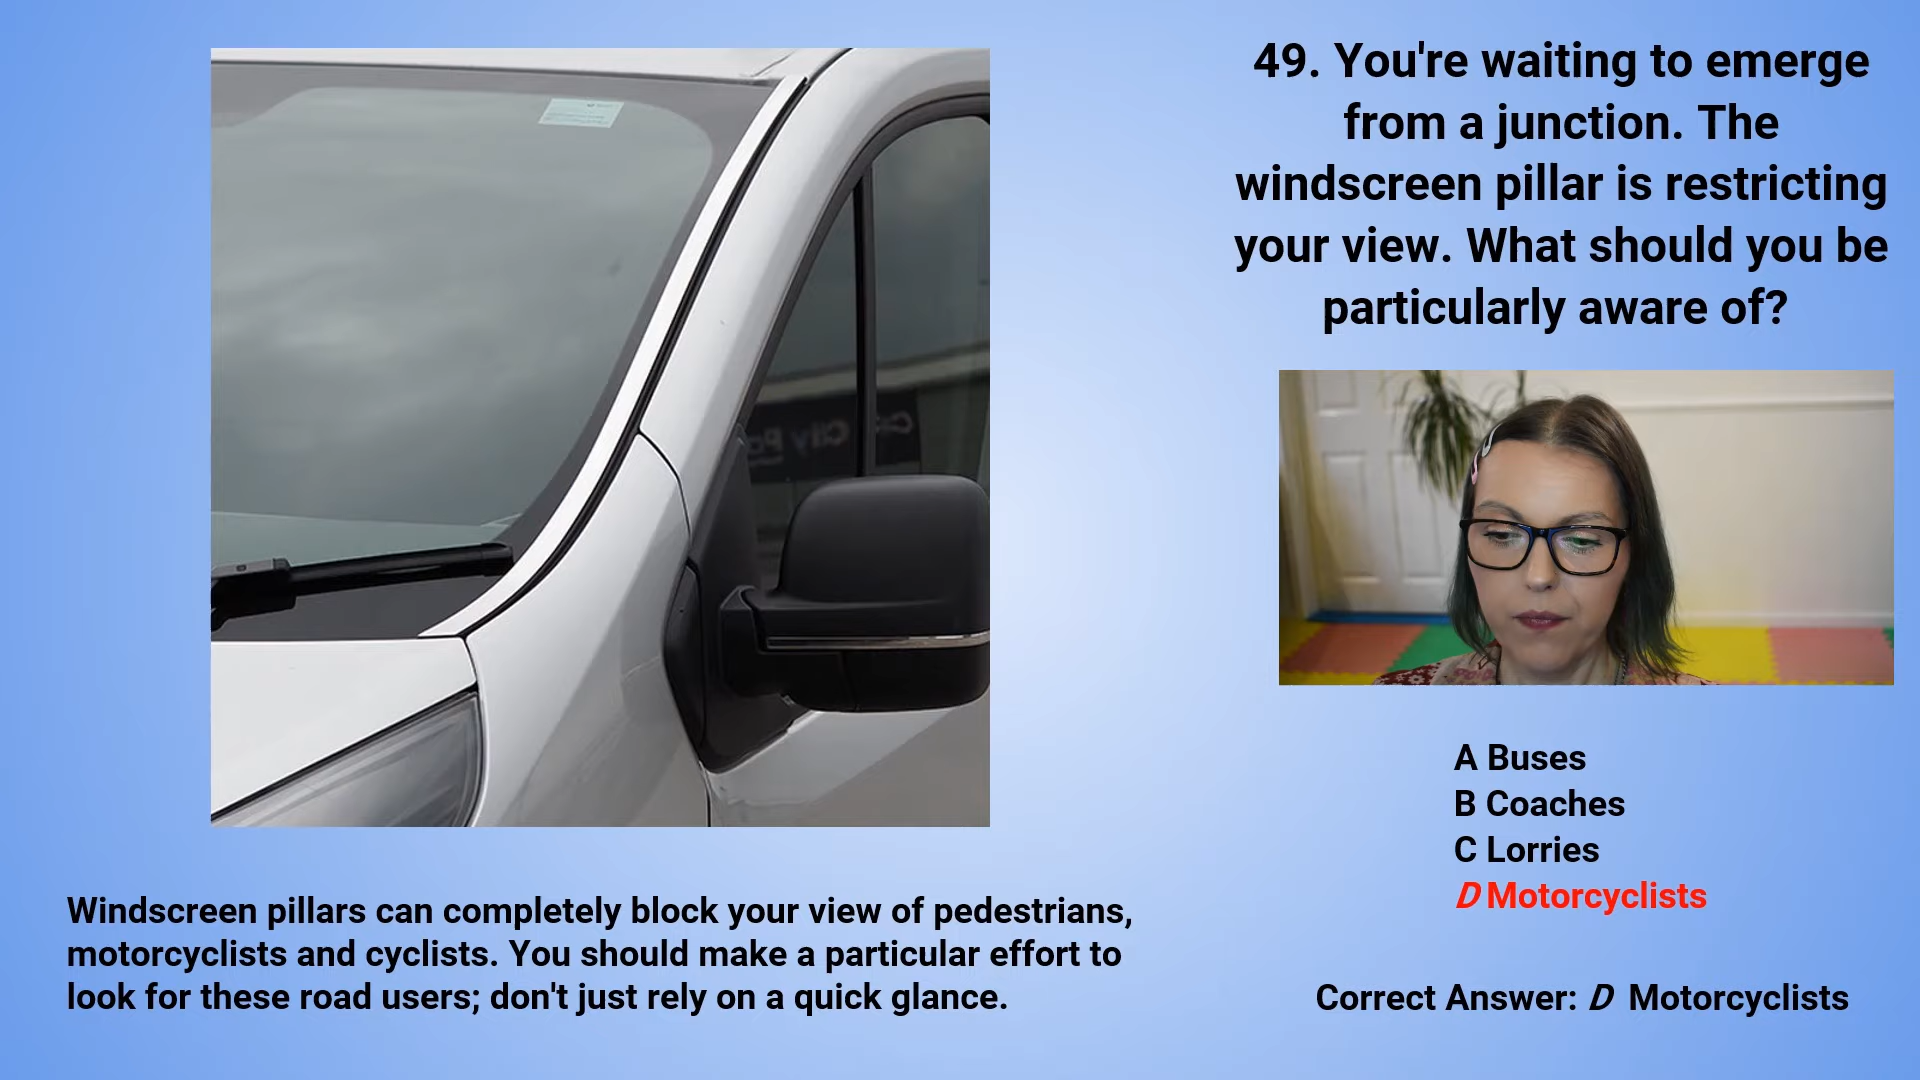 49. You're waiting to emerge
from a junction. The
windscreen pillar is restricting
your view. What should you be
particularly aware of?
A Buses
B Coaches
C Lorries
D Motorcyclists
Windscreen pillars can completely block your view of pedestrians,
motorcyclists and cyclists. You should make a particular effort to
look for these road users; don't just rely on a quick glance.
Correct Answer: D Motorcyclists